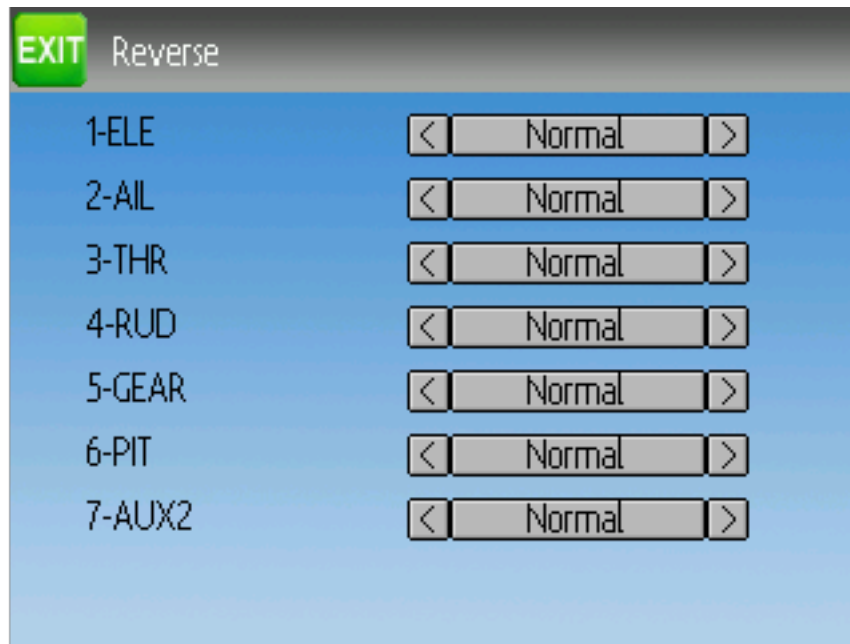 EXIT Reverse
1-ELE < Normal >
2-AIL < Normal >
3-THR < Normal >
4-RUD < Normal >
5-GEAR < Normal >
6-PIT < Normal >
7-AUX2 < Normal >